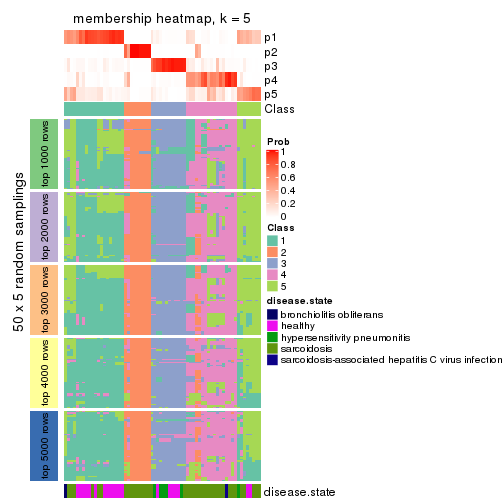 membership heatmap, k = 5
p1
p2
p3
p4
p5
Class
50 x 5 random samplings
top 1000 rows
top 2000 rows
top 3000 rows
top 4000 rows
top 5000 rows
Prob
1
0.8
0.6
0.4
0.2
0
Class
1
2
3
4
5
disease.state
bronchiolitis obliterans
healthy
hypersensitivity pneumonitis
sarcoidosis
sarcoidosis-associated hepatitis C virus infection
disease.state